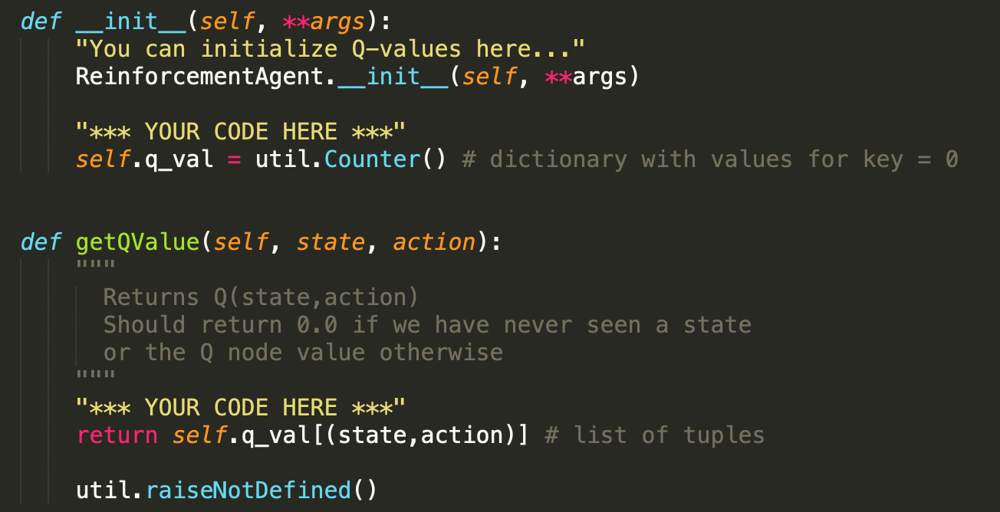 def __init__(self, **args):
"You can initialize Q-values here..."
ReinforcementAgent.__init__(self, **args)
"*** YOUR CODE HERE ***"
self.q_val = util.Counter() # dictionary with values for key = 0
def getQValue(self, state, action):
"""
Returns Q(state,action)
Should return 0.0 if we have never seen a state
or the Q node value otherwise
"""
"*** YOUR CODE HERE ***"
return self.q_val[(state,action)] # list of tuples
util.raiseNotDefined()